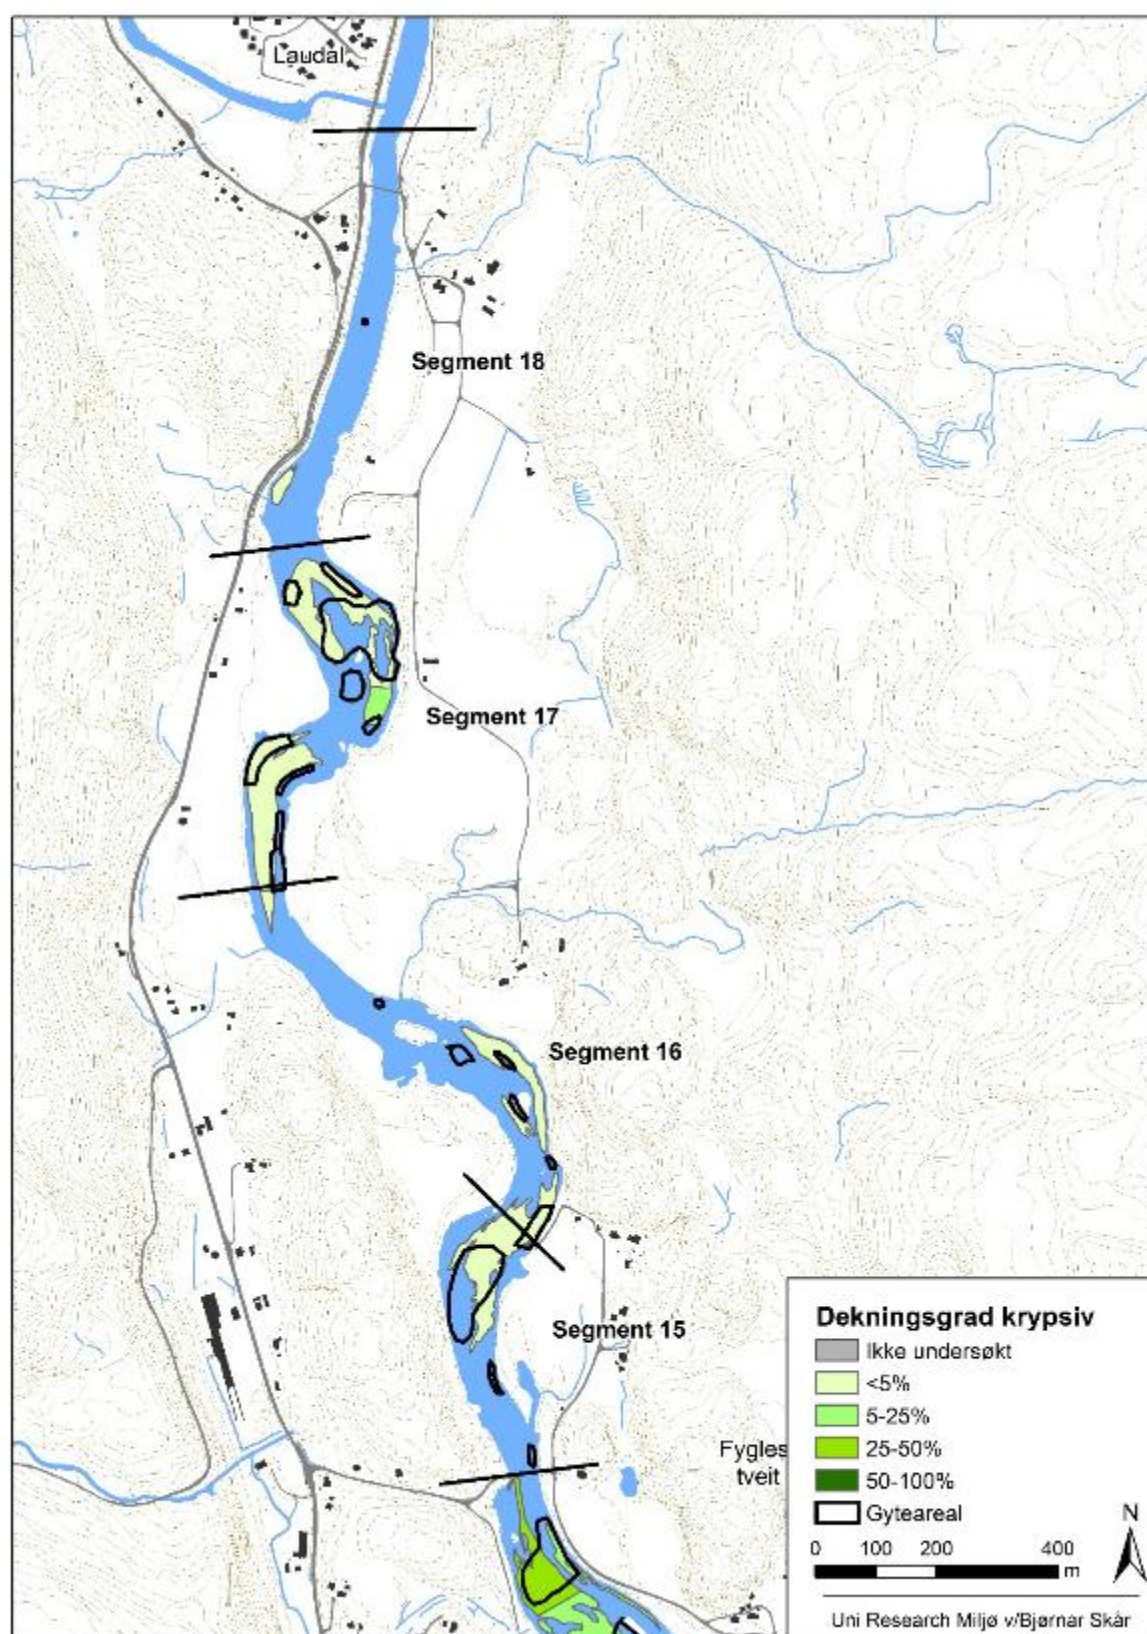 Laudal
Segment 18
Segment 17
Segment 16
Segment 15
Fygles
tveit
Dekningsgrad krypsiv
Ikke undersøkt
<5%
5-25%
25-50%
50-100%
Gyteareal
N
0 100 200 400
m
Uni Research Miljø v/Bjørnar Skår